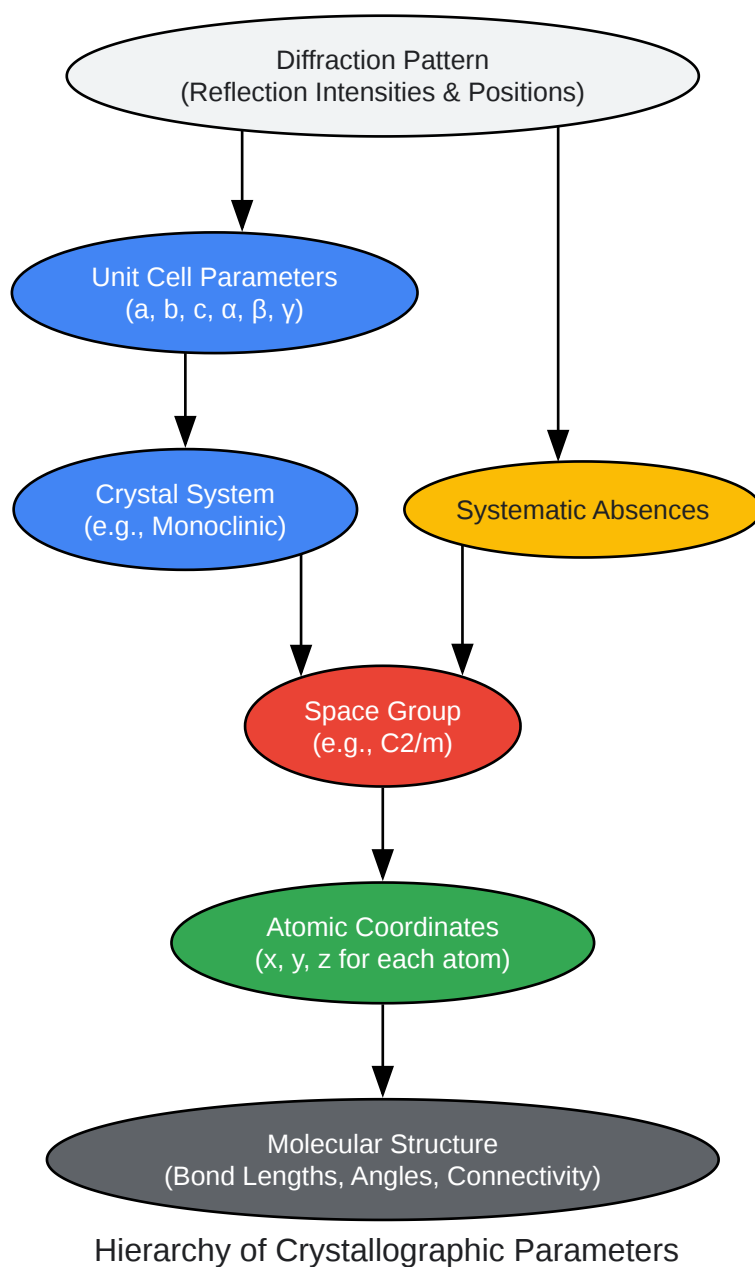 Diffraction Pattern
(Reflection Intensities & Positions)
Unit Cell Parameters
(a, b, c, α, β, γ)
Crystal System
(e.g., Monoclinic)
Systematic Absences
Space Group
(e.g., C2/m)
Atomic Coordinates
(x, y, z for each atom)
Molecular Structure
(Bond Lengths, Angles, Connectivity)
Hierarchy of Crystallographic Parameters